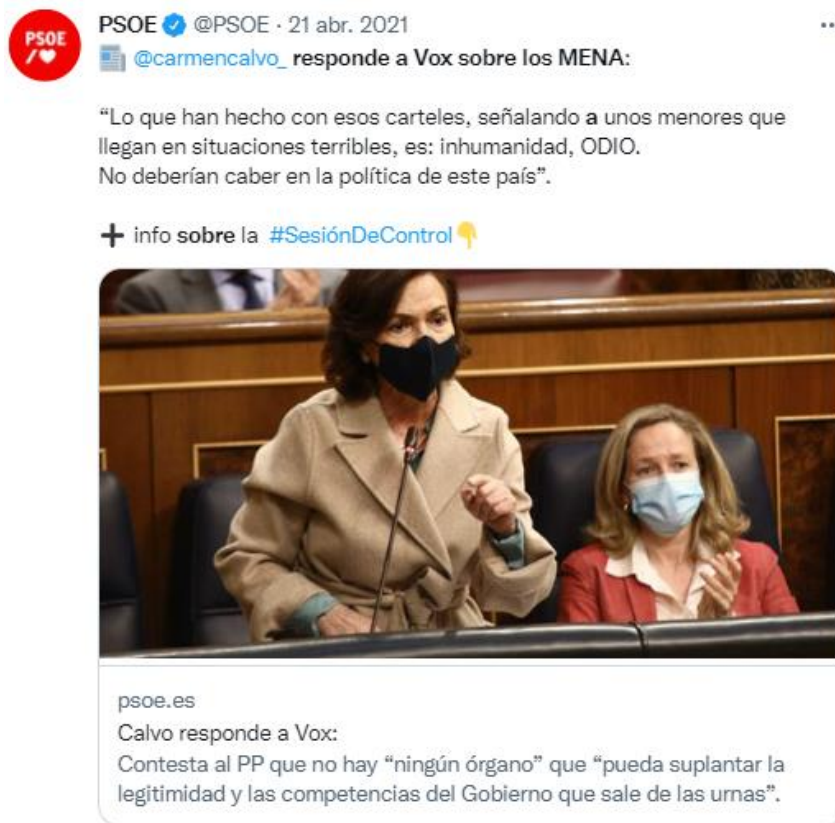 PSOE
PSOE @PSOE · 21 abr. 2021
@carmencalvo_ responde a Vox sobre los MENA:
“Lo que han hecho con esos carteles, señalando a unos menores que
llegan en situaciones terribles, es: inhumanidad, ODIO.
No deberían caber en la política de este país”.
➕ info sobre la #SesiónDeControl👇
psoe.es
Calvo responde a Vox:
Contesta al PP que no hay “ningún órgano” que “pueda suplantar la
legitimidad y las competencias del Gobierno que sale de las urnas”.